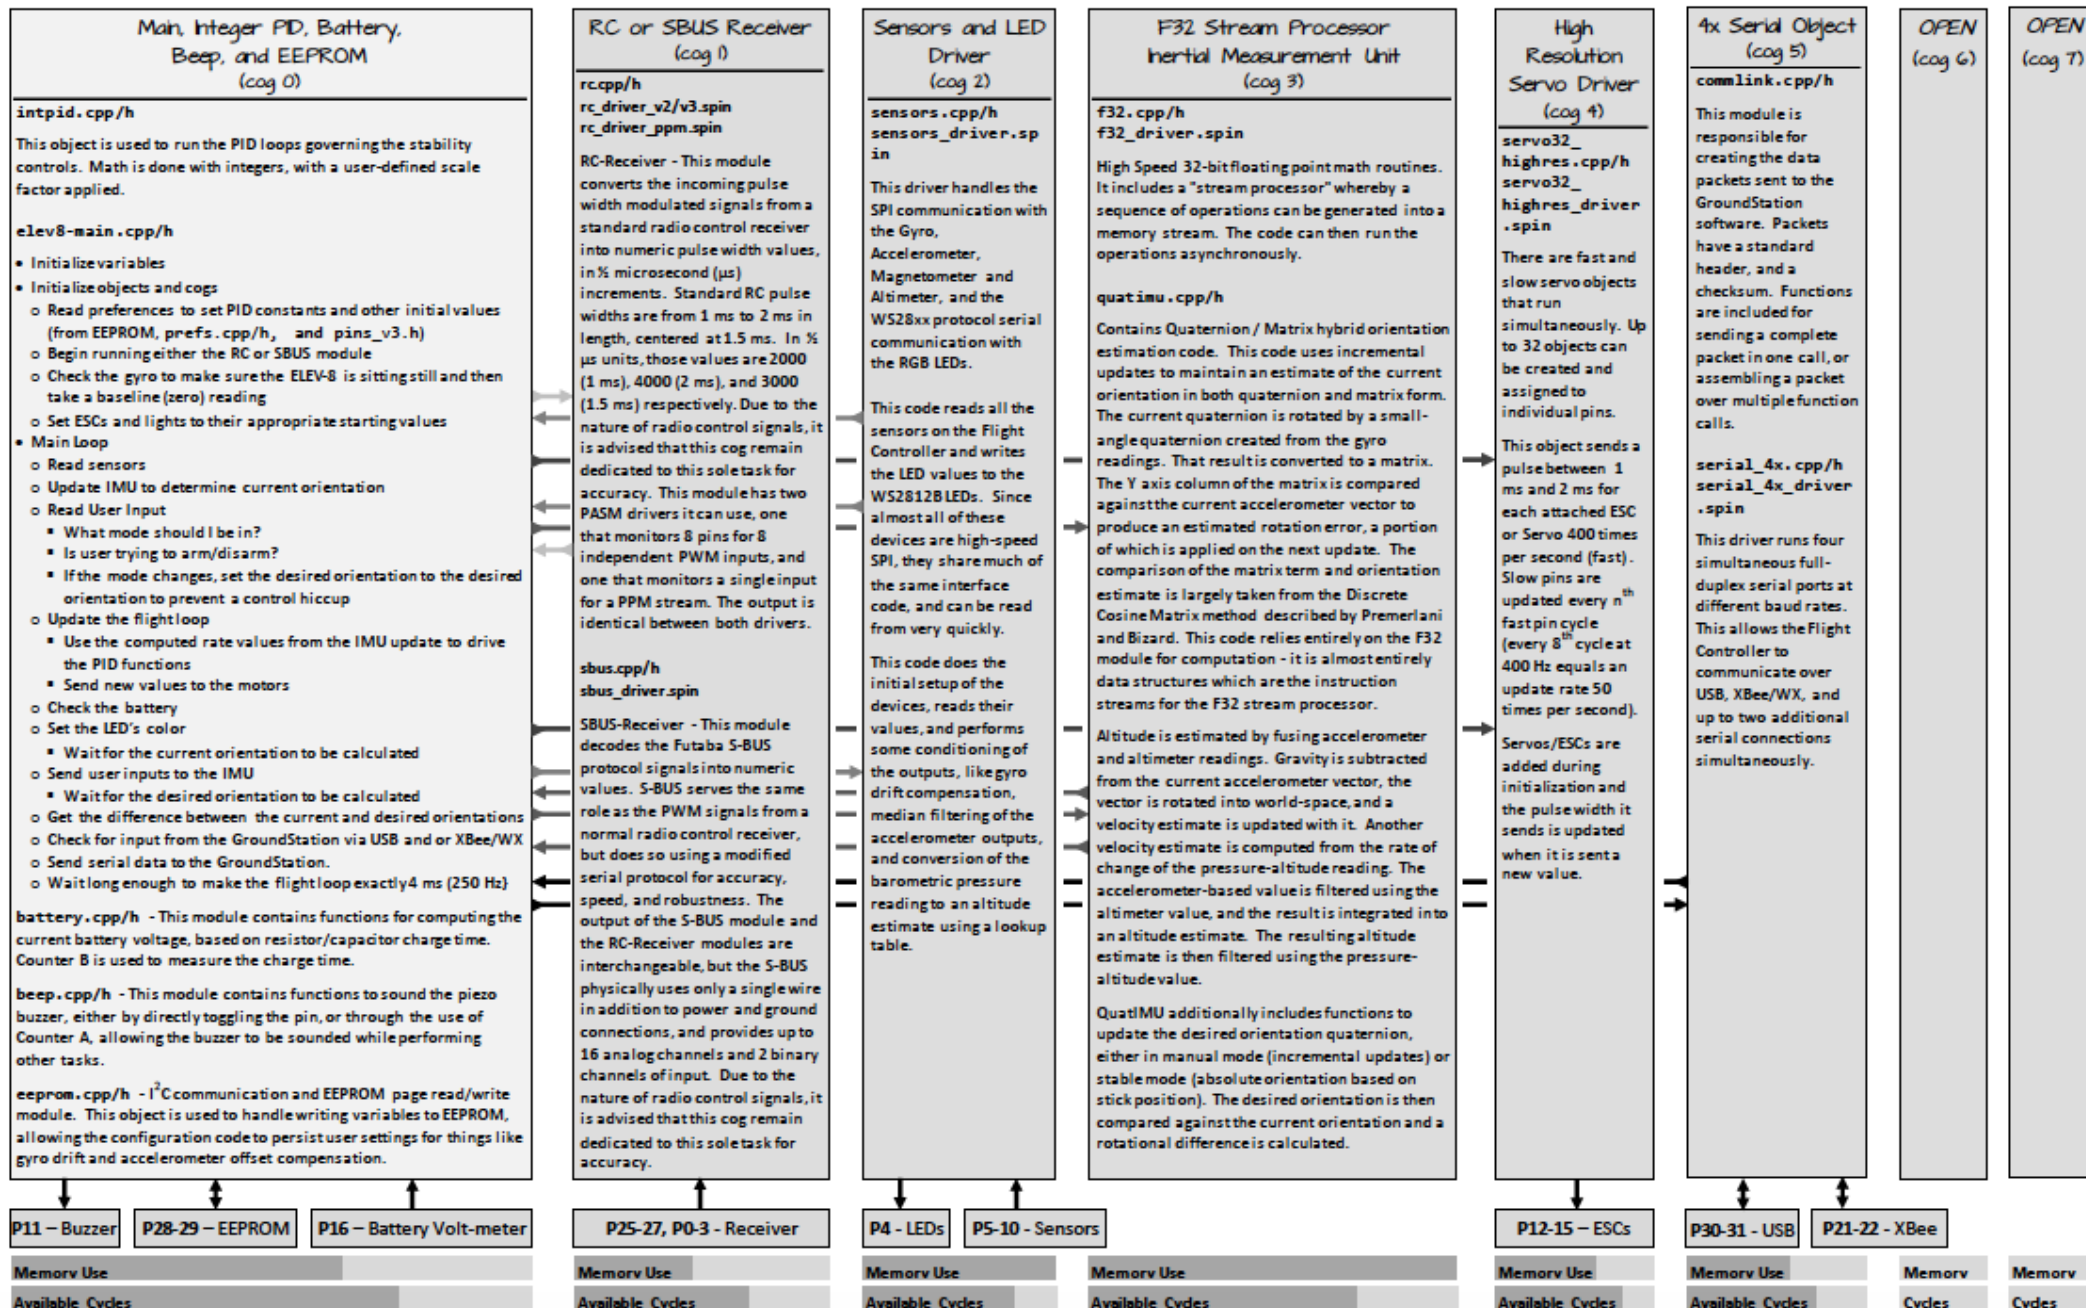 Main, Integer PID, Battery,
Beep, and EEPROM
(cog 0)
intpid.cpp/h
This object is used to run the PID loops governing the stability
controls. Math is done with integers, with a user-defined scale
factor applied.
elev8-main.cpp/h
• Initialize variables
• Initialize objects and cogs
o Read preferences to set PID constants and other initial values
(from EEPROM, prefs.cpp/h, and pins_v3.h)
o Begin running either the RC or SBUS module
o Check the gyro to make sure the ELEV-8 is sitting still and then
take a baseline (zero) reading
o Set ESCs and lights to their appropriate starting values
• Main Loop
o Read sensors
o Update IMU to determine current orientation
o Read User Input
▪ What mode should I be in?
▪ Is user trying to arm/disarm?
▪ If the mode changes, set the desired orientation to the desired
orientation to prevent a control hiccup
o Update the flight loop
▪ Use the computed rate values from the IMU update to drive
the PID functions
▪ Send new values to the motors
o Check the battery
o Set the LED's color
▪ Wait for the current orientation to be calculated
o Send user inputs to the IMU
▪ Wait for the desired orientation to be calculated
o Get the difference between the current and desired orientations
o Check for input from the GroundStation via USB and or XBee/WX
o Send serial data to the GroundStation.
o Wait long enough to make the flight loop exactly 4 ms (250 Hz}
battery.cpp/h - This module contains functions for computing the
current battery voltage, based on resistor/capacitor charge time.
Counter B is used to measure the charge time.
beep.cpp/h - This module contains functions to sound the piezo
buzzer, either by directly toggling the pin, or through the use of
Counter A, allowing the buzzer to be sounded while performing
other tasks.
eeprom.cpp/h - I²C communication and EEPROM page read/write
module. This object is used to handle writing variables to EEPROM,
allowing the configuration code to persist user settings for things like
gyro drift and accelerometer offset compensation.
P11 – Buzzer
P28-29 – EEPROM
P16 – Battery Volt-meter
Memory Use
Available Cycles
RC or SBUS Receiver
(cog 1)
rc.cpp/h
rc_driver_v2/v3.spin
rc_driver_ppm.spin
RC-Receiver - This module
converts the incoming pulse
width modulated signals from a
standard radio control receiver
into numeric pulse width values,
in ½ microsecond (µs)
increments. Standard RC pulse
widths are from 1 ms to 2 ms in
length, centered at 1.5 ms. In ½
µs units, those values are 2000
(1 ms), 4000 (2 ms), and 3000
(1.5 ms) respectively. Due to the
nature of radio control signals, it
is advised that this cog remain
dedicated to this sole task for
accuracy. This module has two
PASM drivers it can use, one
that monitors 8 pins for 8
independent PWM inputs, and
one that monitors a single input
for a PPM stream. The output is
identical between both drivers.
sbus.cpp/h
sbus_driver.spin
SBUS-Receiver - This module
decodes the Futaba S-BUS
protocol signals into numeric
values. S-BUS serves the same
role as the PWM signals from a
normal radio control receiver,
but does so using a modified
serial protocol for accuracy,
speed, and robustness. The
output of the S-BUS module and
the RC-Receiver modules are
interchangeable, but the S-BUS
physically uses only a single wire
in addition to power and ground
connections, and provides up to
16 analog channels and 2 binary
channels of input. Due to the
nature of radio control signals, it
is advised that this cog remain
dedicated to this sole task for
accuracy.
P25-27, P0-3 - Receiver
Memory Use
Available Cycles
Sensors and LED
Driver
(cog 2)
sensors.cpp/h
sensors_driver.sp
in
This driver handles the
SPI communication with
the Gyro,
Accelerometer,
Magnetometer and
Altimeter, and the
WS28xx protocol serial
communication with
the RGB LEDs.
This code reads all the
sensors on the Flight
Controller and writes
the LED values to the
WS2812B LEDs. Since
almost all of these
devices are high-speed
SPI, they share much of
the same interface
code, and can be read
from very quickly.
This code does the
initial setup of the
devices, reads their
values, and performs
some conditioning of
the outputs, like gyro
drift compensation,
median filtering of the
accelerometer outputs,
and conversion of the
barometric pressure
reading to an altitude
estimate using a lookup
table.
P4 - LEDs
P5-10 - Sensors
Memory Use
Available Cycles
F32 Stream Processor
Inertial Measurement Unit
(cog 3)
f32.cpp/h
f32_driver.spin
High Speed 32-bit floating point math routines.
It includes a "stream processor" whereby a
sequence of operations can be generated into a
memory stream. The code can then run the
operations asynchronously.
quatimu.cpp/h
Contains Quaternion / Matrix hybrid orientation
estimation code. This code uses incremental
updates to maintain an estimate of the current
orientation in both quaternion and matrix form.
The current quaternion is rotated by a small-
angle quaternion created from the gyro
readings. That result is converted to a matrix.
The Y axis column of the matrix is compared
against the current accelerometer vector to
produce an estimated rotation error, a portion
of which is applied on the next update. The
comparison of the matrix term and orientation
estimate is largely taken from the Discrete
Cosine Matrix method described by Premerlani
and Bizard. This code relies entirely on the F32
module for computation - it is almost entirely
data structures which are the instruction
streams for the F32 stream processor.
Altitude is estimated by fusing accelerometer
and altimeter readings. Gravity is subtracted
from the current accelerometer vector, the
vector is rotated into world-space, and a
velocity estimate is updated with it. Another
velocity estimate is computed from the rate of
change of the pressure-altitude reading. The
accelerometer-based value is filtered using the
altimeter value, and the result is integrated into
an altitude estimate. The resulting altitude
estimate is then filtered using the pressure-
altitude value.
QuatIMU additionally includes functions to
update the desired orientation quaternion,
either in manual mode (incremental updates) or
stable mode (absolute orientation based on
stick position). The desired orientation is then
compared against the current orientation and a
rotational difference is calculated.
Memory Use
Available Cycles
High
Resolution
Servo Driver
(cog 4)
servo32_
highres.cpp/h
servo32_
highres_driver
.spin
There are fast and
slow servo objects
that run
simultaneously. Up
to 32 objects can
be created and
assigned to
individual pins.
This object sends a
pulse between 1
ms and 2 ms for
each attached ESC
or Servo 400 times
per second (fast).
Slow pins are
updated every nth
fast pin cycle
(every 8th cycle at
400 Hz equals an
update rate 50
times per second).
Servos/ESCs are
added during
initialization and
the pulse width it
sends is updated
when it is sent a
new value.
P12-15 – ESCs
Memory Use
Available Cycles
4x Serial Object
(cog 5)
commlink.cpp/h
This module is
responsible for
creating the data
packets sent to the
GroundStation
software. Packets
have a standard
header, and a
checksum. Functions
are included for
sending a complete
packet in one call, or
assembling a packet
over multiple function
calls.
serial_4x.cpp/h
serial_4x_driver
.spin
This driver runs four
simultaneous full-
duplex serial ports at
different baud rates.
This allows the Flight
Controller to
communicate over
USB, XBee/WX, and
up to two additional
serial connections
simultaneously.
P30-31 - USB
P21-22 - XBee
Memory Use
Available Cycles
OPEN
(cog 6)
Memory
Cycles
OPEN
(cog 7)
Memory
Cycles